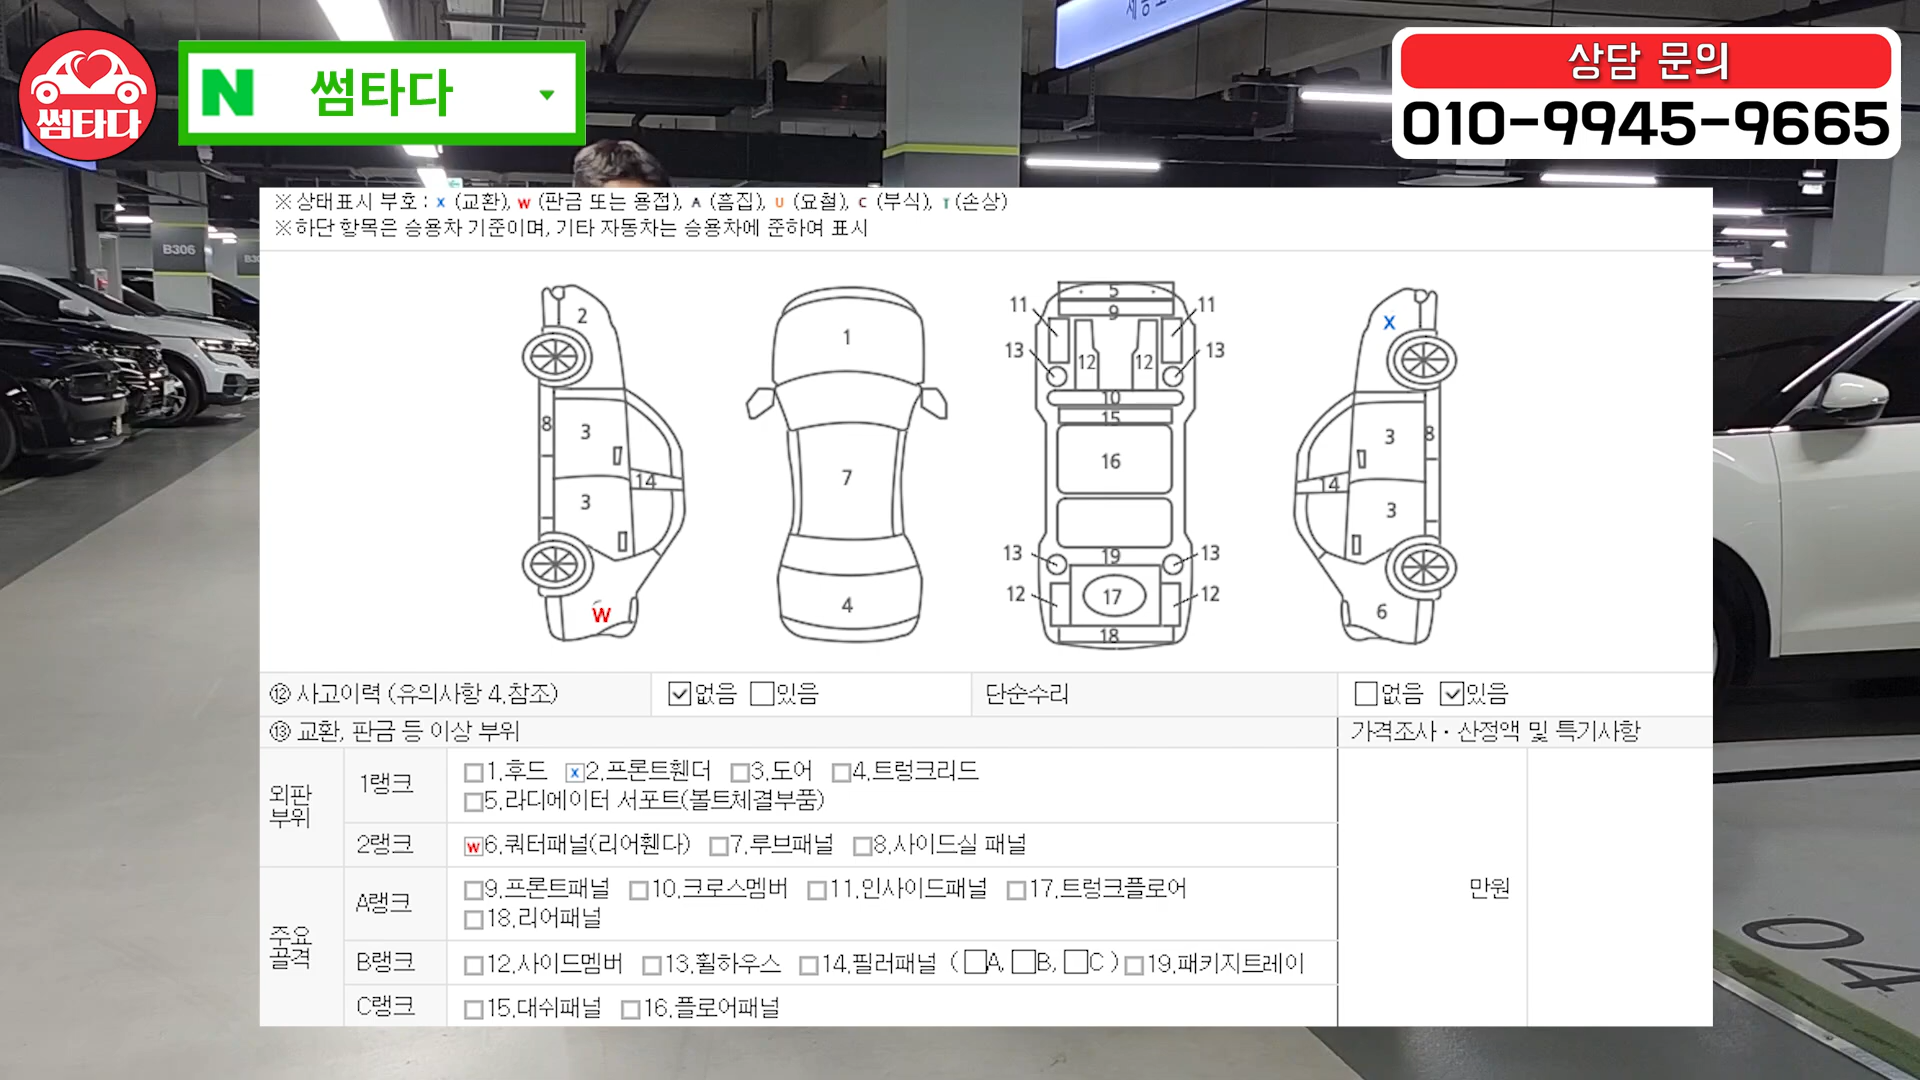 썸타다
N 썸타다
상담 문의
010-9945-9665
B306
※상태표시 부호 : X (교환), W (판금 또는 용접), A (흠집), U (요철), C (부식), T (손상)
※하단 항목은 승용차 기준이며, 기타 자동차는 승용차에 준하여 표시
2
8
3
3
14
W
1
7
4
5
9
11
11
13
13
12
12
10
15
16
19
13
13
12
12
17
18
X
3
8
14
3
6
⑫ 사고이력 (유의사항 4.참조) 없음 있음 단순수리 없음 있음
⑬ 교환, 판금 등 이상 부위 가격조사·산정액 및 특기사항
외판부위
1랭크 1.후드 X 2.프론트휀더 3.도어 4.트렁크리드
5.라디에이터 서포트(볼트체결부품)
2랭크 W 6.쿼터패널(리어휀다) 7.루브패널 8.사이드실 패널
주요골격
A랭크 9.프론트패널 10.크로스멤버 11.인사이드패널 17.트렁크플로어
18.리어패널
만원
B랭크 12.사이드멤버 13.휠하우스 14.필러패널 ( A, B, C ) 19.패키지트레이
C랭크 15.대쉬패널 16.플로어패널
04